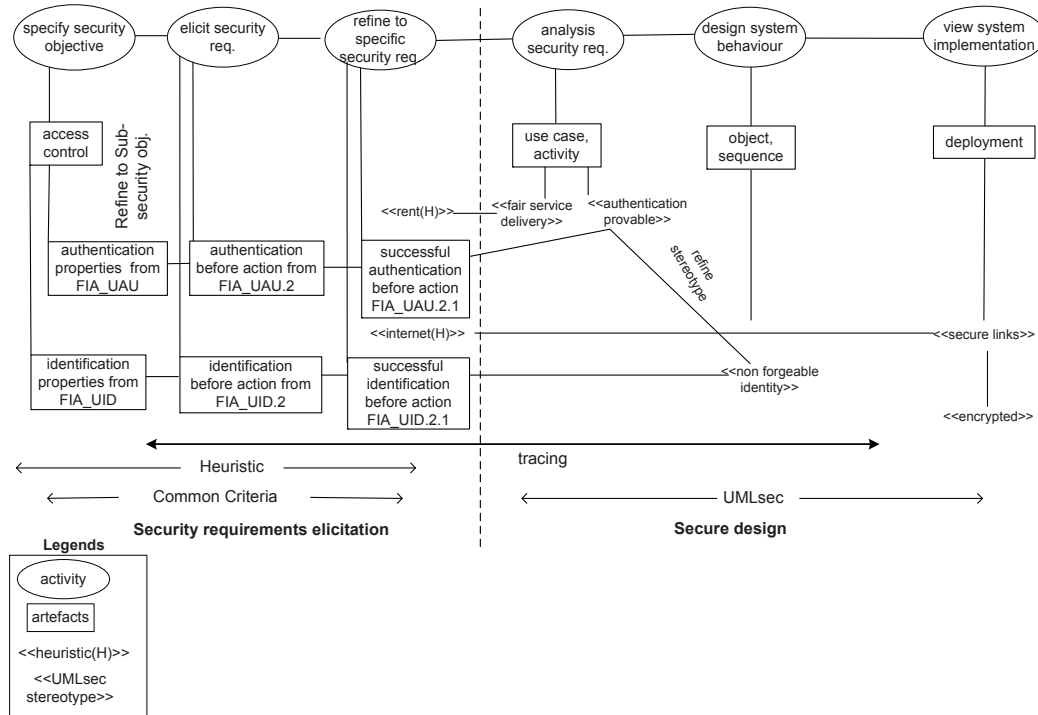 specify security
objective
elicit security
req.
refine to
specific
security req
analysis
security req.
design system
behaviour
view system
implementation
access
control
Refine to Sub-
security obj.
use case,
activity
object,
sequence
deployment
<<rent(H)>>
<<fair service
delivery>>
<<authentication
provable>>
authentication
properties from
FIA_UAU
authentication
before action from
FIA_UAU.2
successful
authentication
before action
FIA_UAU.2.1
refine
stereotype
<<internet(H)>>
<<secure links>>
identification
properties from
FIA_UID
identification
before action from
FIA_UID.2
successful
identification
before action
FIA_UID.2.1
<<non forgeable
identity>>
<<encrypted>>
tracing
Heuristic
Common Criteria
UMLsec
Security requirements elicitation
Secure design
Legends
activity
artefacts
<<heuristic(H)>>
<<UMLsec
stereotype>>